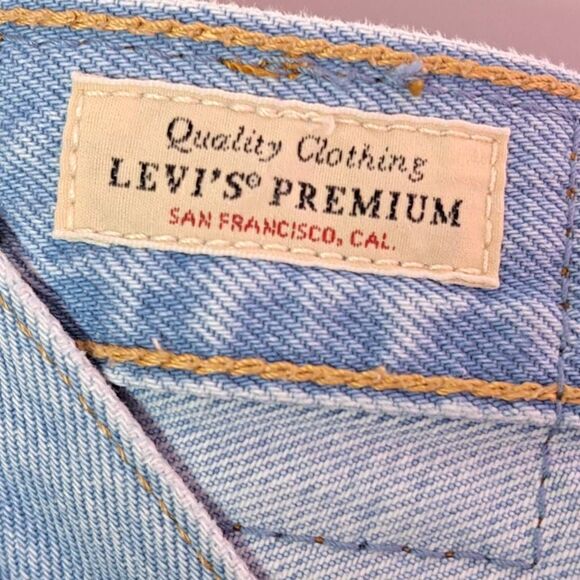 Quality Clothing
LEVI'S® PREMIUM
SAN FRANCISCO, CAL.